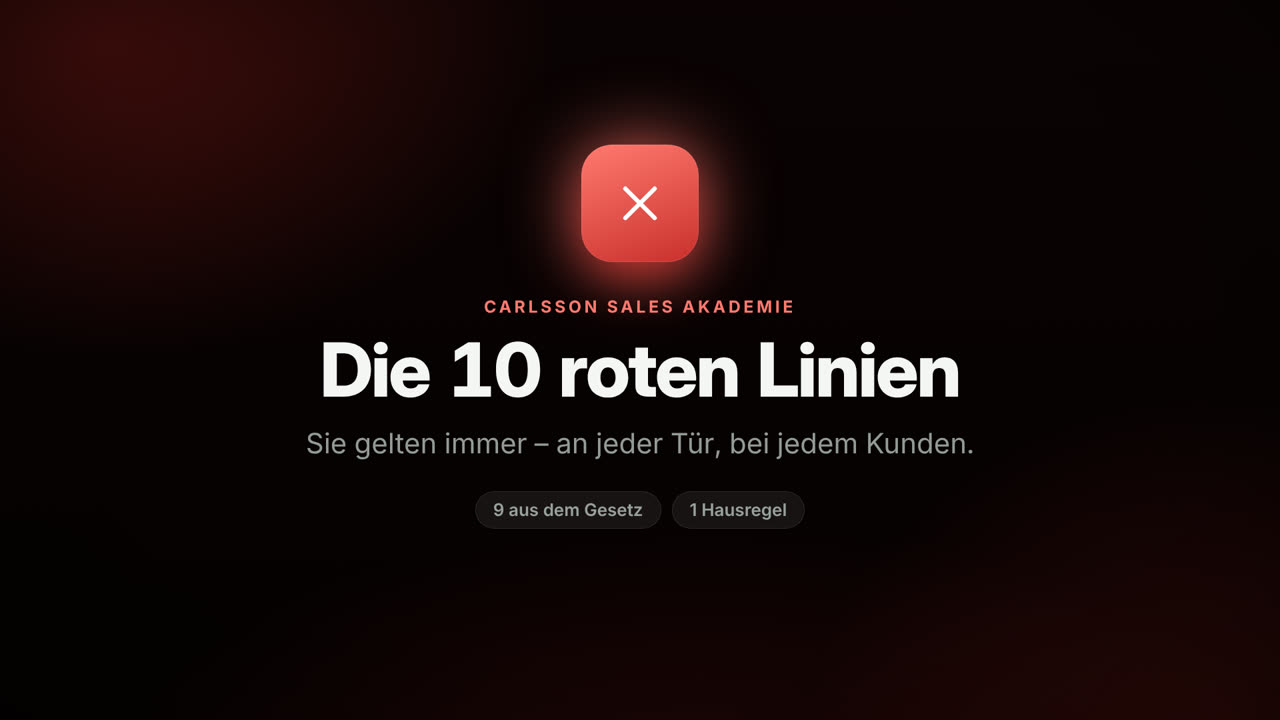 CARLSSON SALES AKADEMIE
Die 10 roten Linien
Sie gelten immer – an jeder Tür, bei jedem Kunden.
9 aus dem Gesetz
1 Hausregel